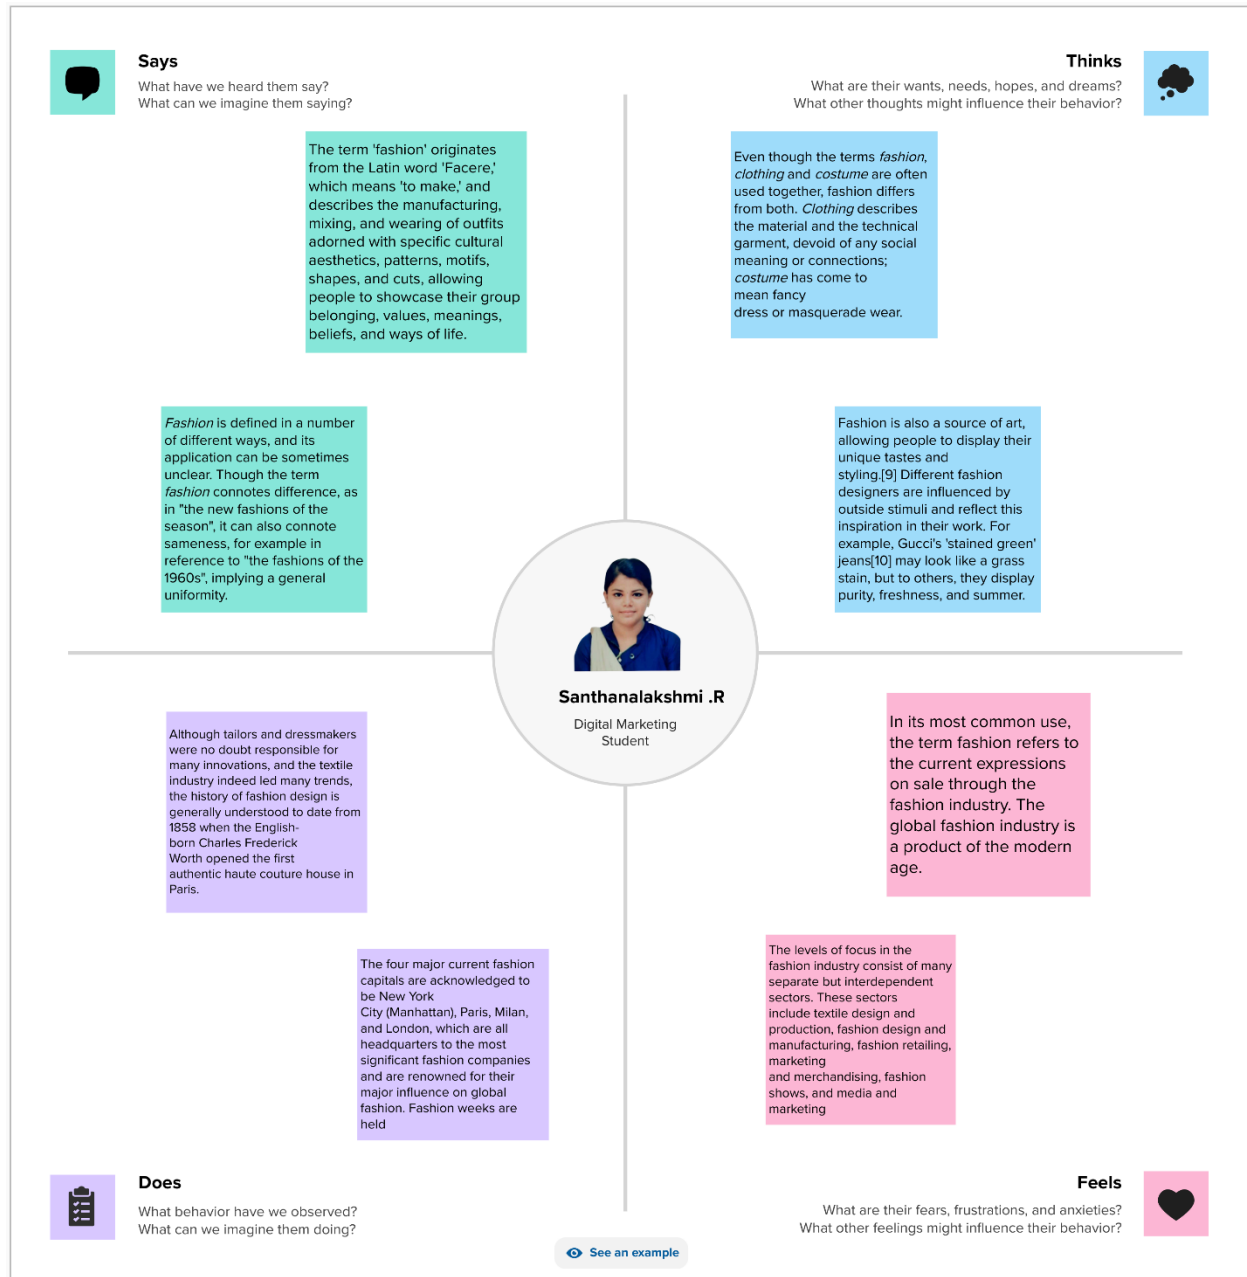 Says
What have we heard them say?
What can we imagine them saying?
Thinks
What are their wants, needs, hopes, and dreams?
What other thoughts might influence their behavior?
The term 'fashion' originates
from the Latin word 'Facere,'
which means 'to make,' and
describes the manufacturing,
mixing, and wearing of outfits
adorned with specific cultural
aesthetics, patterns, motifs,
shapes, and cuts, allowing
people to showcase their group
belonging, values, meanings,
beliefs, and ways of life.
Even though the terms fashion,
clothing and costume are often
used together, fashion differs
from both. Clothing describes
the material and the technical
garment, devoid of any social
meaning or connections;
costume has come to
mean fancy
dress or masquerade wear.
Fashion is defined in a number
of different ways, and its
application can be sometimes
unclear. Though the term
fashion connotes difference, as
in "the new fashions of the
season", it can also connote
sameness, for example in
reference to "the fashions of the
1960s", implying a general
uniformity.
Fashion is also a source of art,
allowing people to display their
unique tastes and
styling.[9] Different fashion
designers are influenced by
outside stimuli and reflect this
inspiration in their work. For
example, Gucci's 'stained green'
jeans[10] may look like a grass
stain, but to others, they display
purity, freshness, and summer.
Santhanalakshmi .R
Digital Marketing
Student
Although tailors and dressmakers
were no doubt responsible for
many innovations, and the textile
industry indeed led many trends,
the history of fashion design is
generally understood to date from
1858 when the English-
born Charles Frederick
Worth opened the first
authentic haute couture house in
Paris.
In its most common use,
the term fashion refers to
the current expressions
on sale through the
fashion industry. The
global fashion industry is
a product of the modern
age.
The four major current fashion
capitals are acknowledged to
be New York
City (Manhattan), Paris, Milan,
and London, which are all
headquarters to the most
significant fashion companies
and are renowned for their
major influence on global
fashion. Fashion weeks are
held
The levels of focus in the
fashion industry consist of many
separate but interdependent
sectors. These sectors
include textile design and
production, fashion design and
manufacturing, fashion retailing,
marketing
and merchandising, fashion
shows, and media and
marketing
Does
What behavior have we observed?
What can we imagine them doing?
Feels
What are their fears, frustrations, and anxieties?
What other feelings might influence their behavior?
See an example